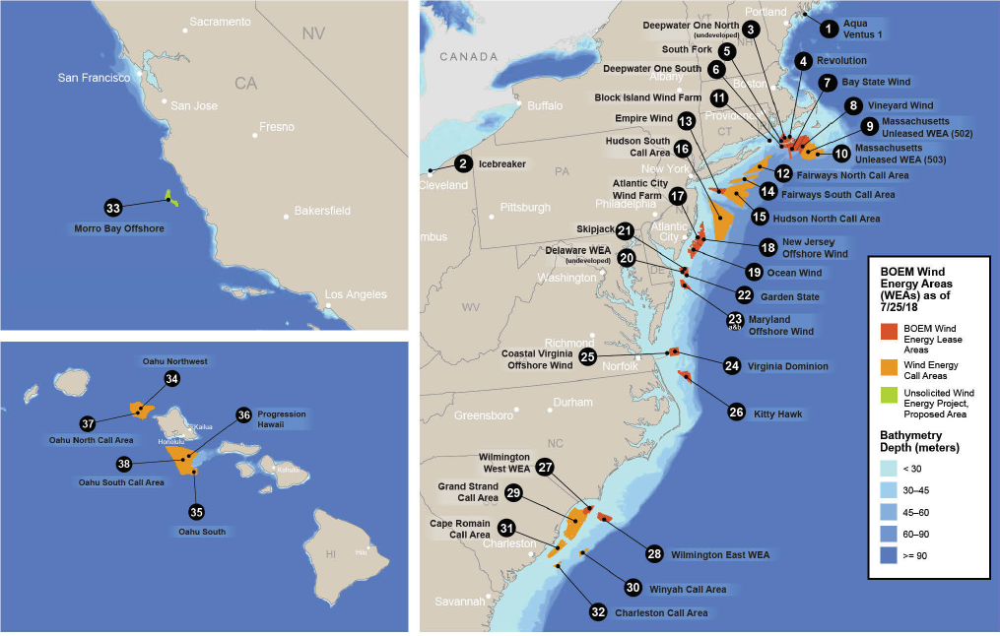 Sacramento
NV
San Francisco
CA
San Jose
Fresno
33
Morro Bay Offshore
Bakersfield
Los Angeles
Oahu Northwest
34
37
Oahu North Call Area
36
Progression
Hawaii
Kailua
Honolulu
38
Oahu South Call Area
Kahului
35
Oahu South
HI
Hilo
CANADA
VT
NH
Portland
1
Aqua
Ventus 1
Deepwater One North
(undeveloped)
3
South Fork
5
4
Revolution
Deepwater One South
6
Albany
7
Bay State Wind
Boston
Block Island Wind Farm
11
8
Vineyard Wind
Buffalo
Providence
Empire Wind
13
CT
9
Massachusetts
Unleased WEA (502)
Hudson South
Call Area
16
10
Massachusetts
Unleased WEA (503)
2
Icebreaker
Cleveland
PA
New York
12
Fairways North Call Area
Atlantic City
Wind Farm
17
14
Fairways South Call Area
Pittsburgh
Philadelphia
NJ
15
Hudson North Call Area
Skipjack
21
Atlantic
City
mbus
18
New Jersey
Offshore Wind
Delaware WEA
(undeveloped)
20
DE
19
Ocean Wind
Washington
22
Garden State
WV
23
a&b
Maryland
Offshore Wind
Richmond
Coastal Virginia
Offshore Wind
25
Norfolk
24
Virginia Dominion
Durham
Greensboro
26
Kitty Hawk
NC
Wilmington
West WEA
27
Grand Strand
Call Area
29
Cape Romain
Call Area
31
Charleston
28
Wilmington East WEA
30
Winyah Call Area
Savannah
32
Charleston Call Area
BOEM Wind
Energy Areas
(WEAs) as of
7/25/18
BOEM Wind
Energy Lease
Areas
Wind Energy
Call Areas
Unsolicited Wind
Energy Project,
Proposed Area
Bathymetry
Depth (meters)
< 30
30–45
45–60
60–90
>= 90